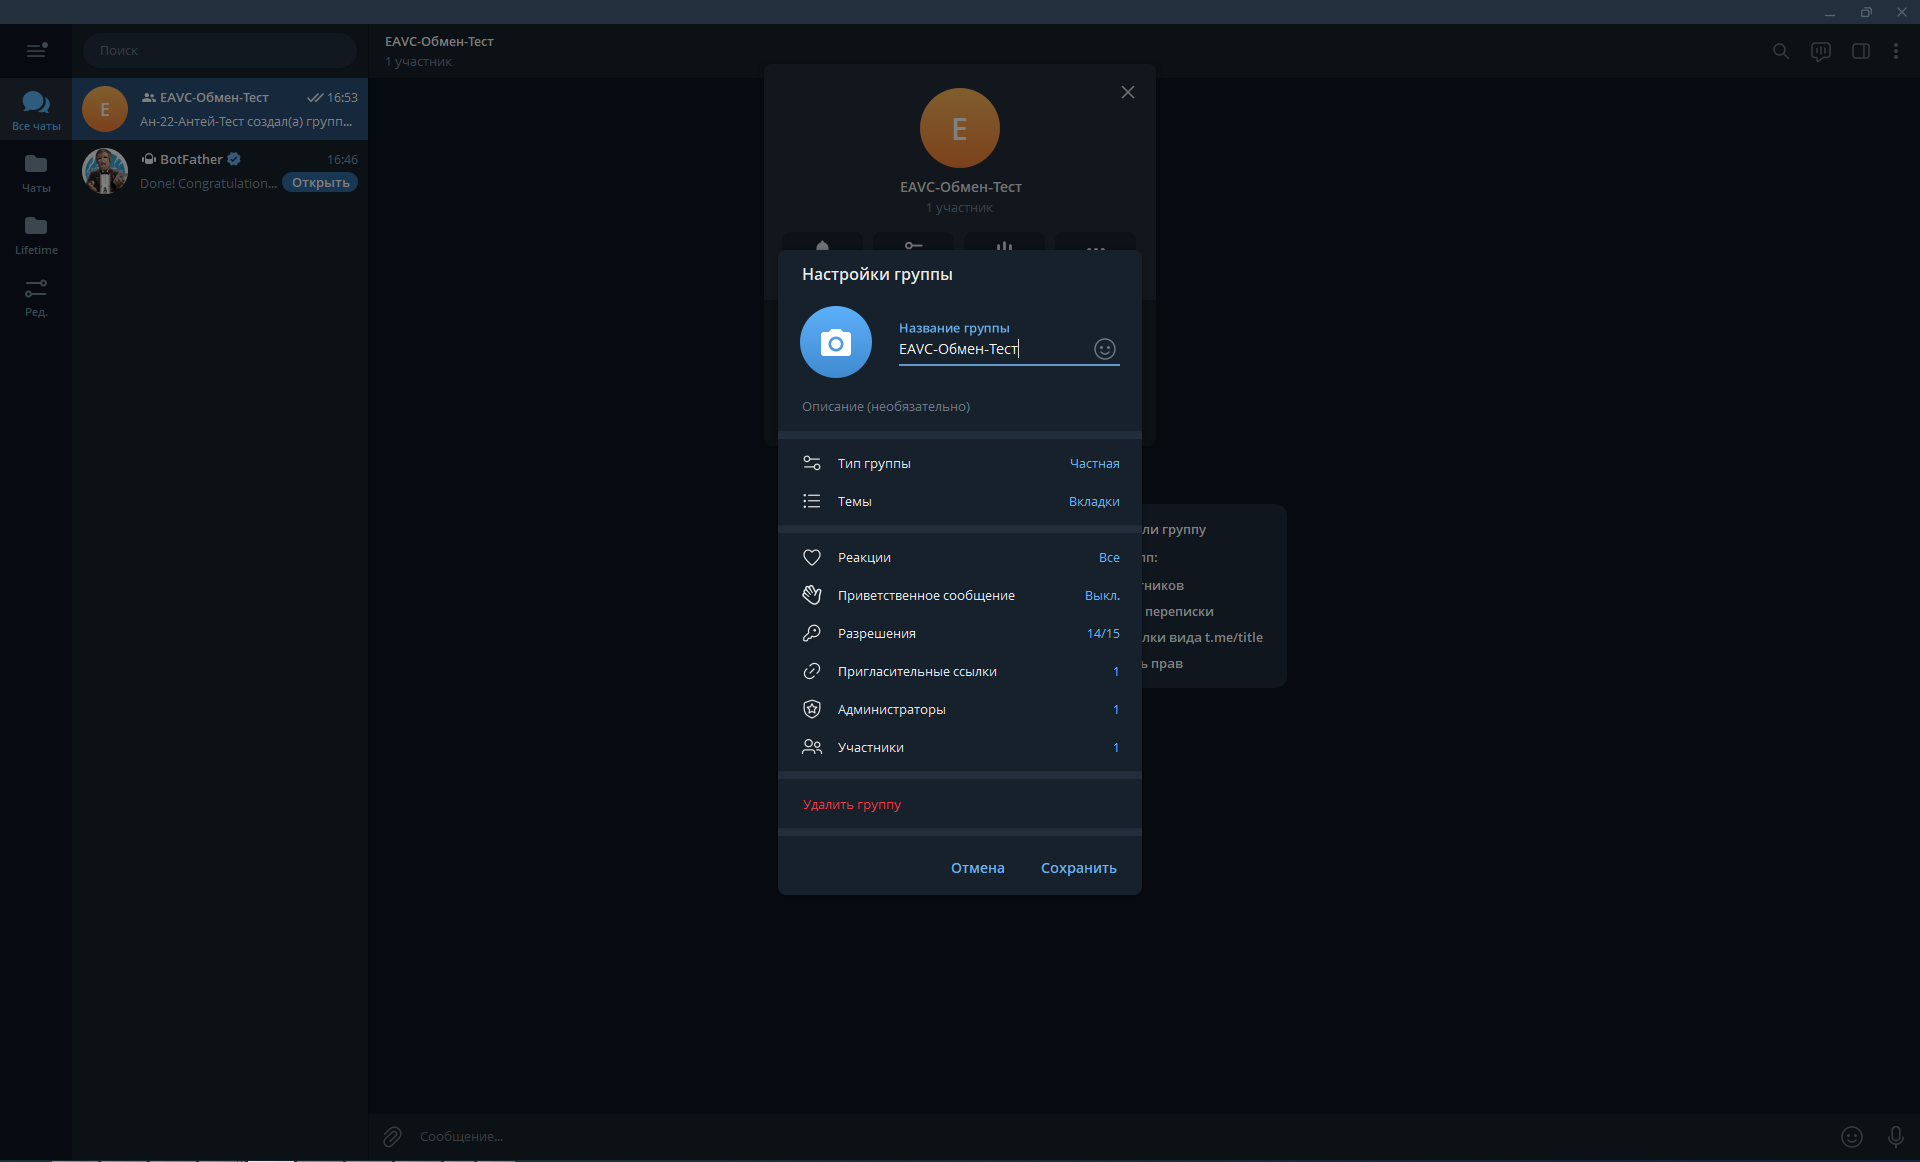 Поиск
EAVC-Обмен-Тест
1 участник
Все чаты
Чаты
Lifetime
Ред.
E
EAVC-Обмен-Тест
16:53
Ан-22-Антей-Тест создал(а) групп...
BotFather
16:46
Done! Congratulation...
Открыть
E
EAVC-Обмен-Тест
1 участник
Настройки группы
Название группы
EAVC-Обмен-Тест
Описание (необязательно)
Тип группы
Частная
Темы
Вкладки
Реакции
Все
Приветственное сообщение
Выкл.
Разрешения
14/15
Пригласительные ссылки
1
Администраторы
1
Участники
1
Удалить группу
Отмена
Сохранить
ли группу
пп:
тников
переписки
лки вида t.me/title
ь прав
Сообщение...